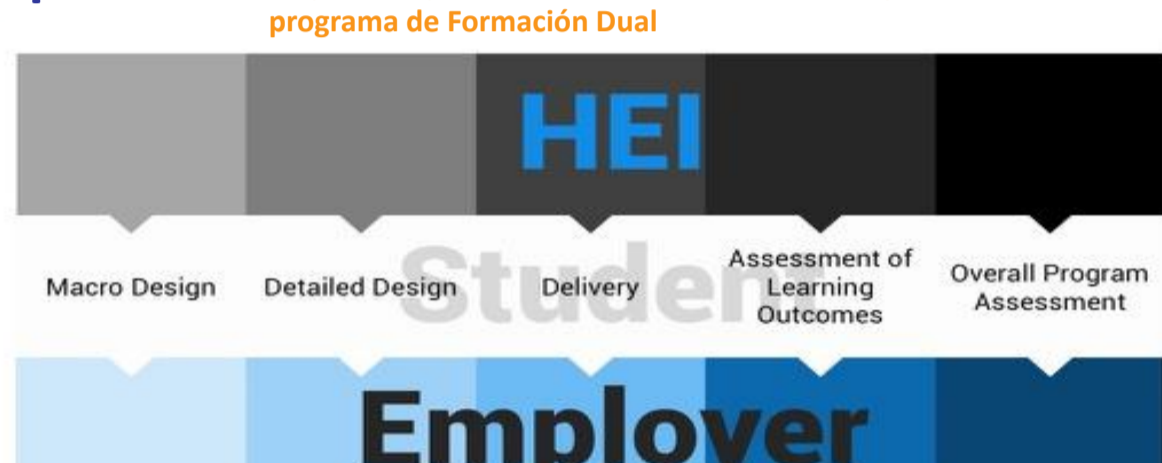 programa de Formación Dual
HEI
Student
Macro Design
Detailed Design
Delivery
Assessment of
Learning
Outcomes
Overall Program
Assessment
Employer